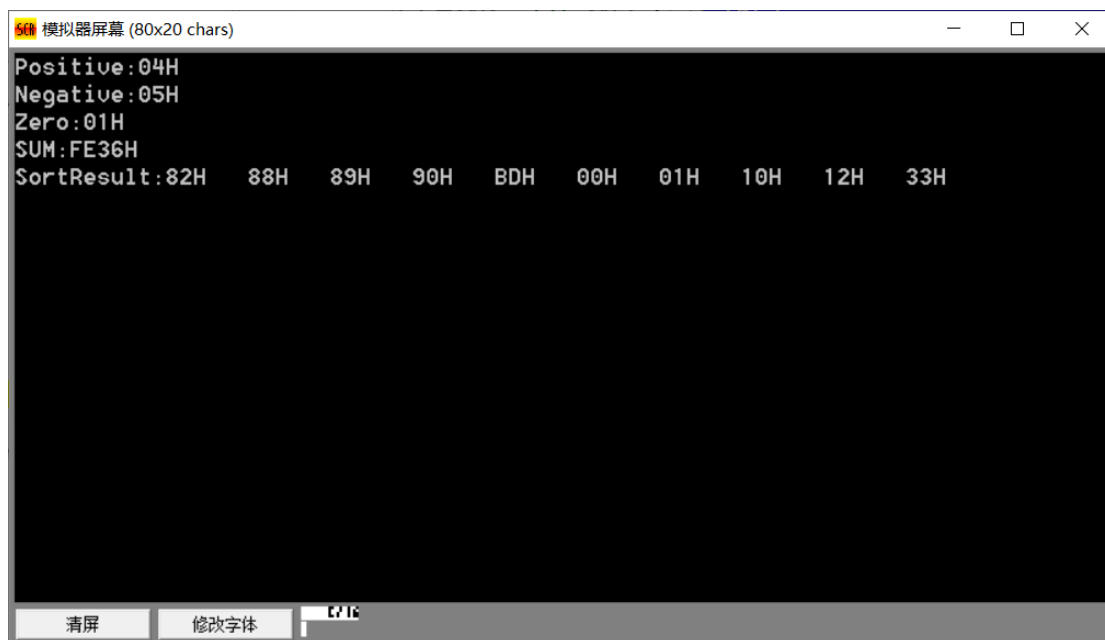 模拟器屏幕 (80x20 chars)
Positive:04H
Negative:05H
Zero:01H
SUM:FE36H
SortResult:82H 88H 89H 90H BDH 00H 01H 10H 12H 33H
清屏 修改字体